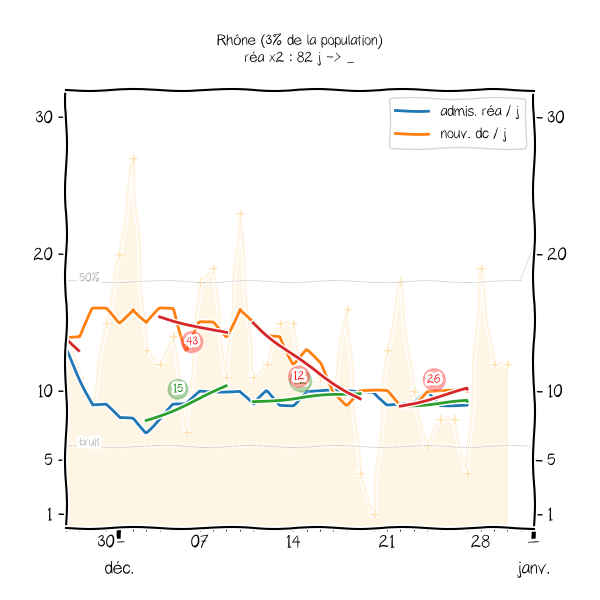 Rhône (3% de la population)
réa x2 : 82 j -> _
admis. réa / j
nouv. dc / j
30
30
20
20
50%
43
12
26
15
10
10
bruit
5
5
1
1
30
07
14
21
28
déc.
janv.